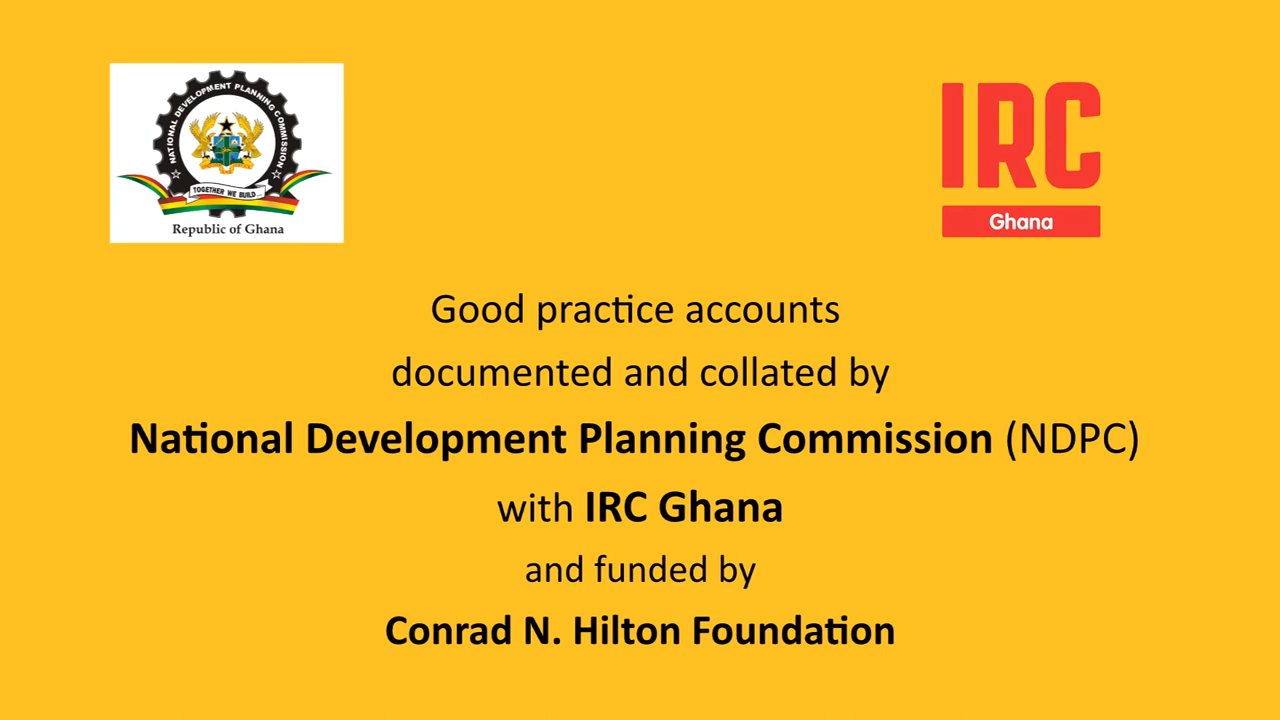 NATIONAL DEVELOPMENT PLANNING COMMISSION
TOGETHER WE BUILD...
Republic of Ghana
IRC
Ghana
Good practice accounts
documented and collated by
National Development Planning Commission (NDPC)
with IRC Ghana
and funded by
Conrad N. Hilton Foundation